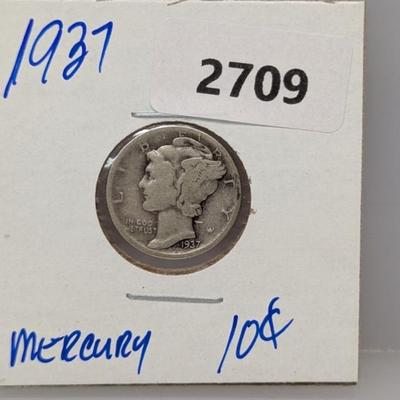 1937
2709
LIBERTY
IN GOD
WE TRUST
1937
MERCURY 10¢